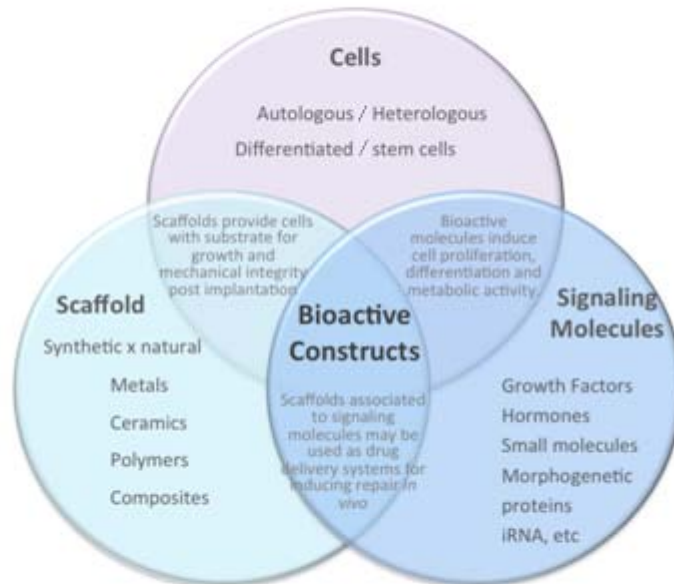 Cells
Autologous / Heterologous
Differentiated / stem cells
Scaffolds provide cells
with substrate for
growth and
mechanical integrity
post implantation
Bioactive
molecules induce
cell proliferation,
differentiation and
metabolic activity.
Scaffold
Synthetic x natural
Metals
Ceramics
Polymers
Composites
Bioactive
Constructs
Scaffolds associated
to signaling
molecules may be
used as drug
delivery systems for
inducing repair in
vivo
Signaling
Molecules
Growth Factors
Hormones
Small molecules
Morphogenetic
proteins
iRNA, etc